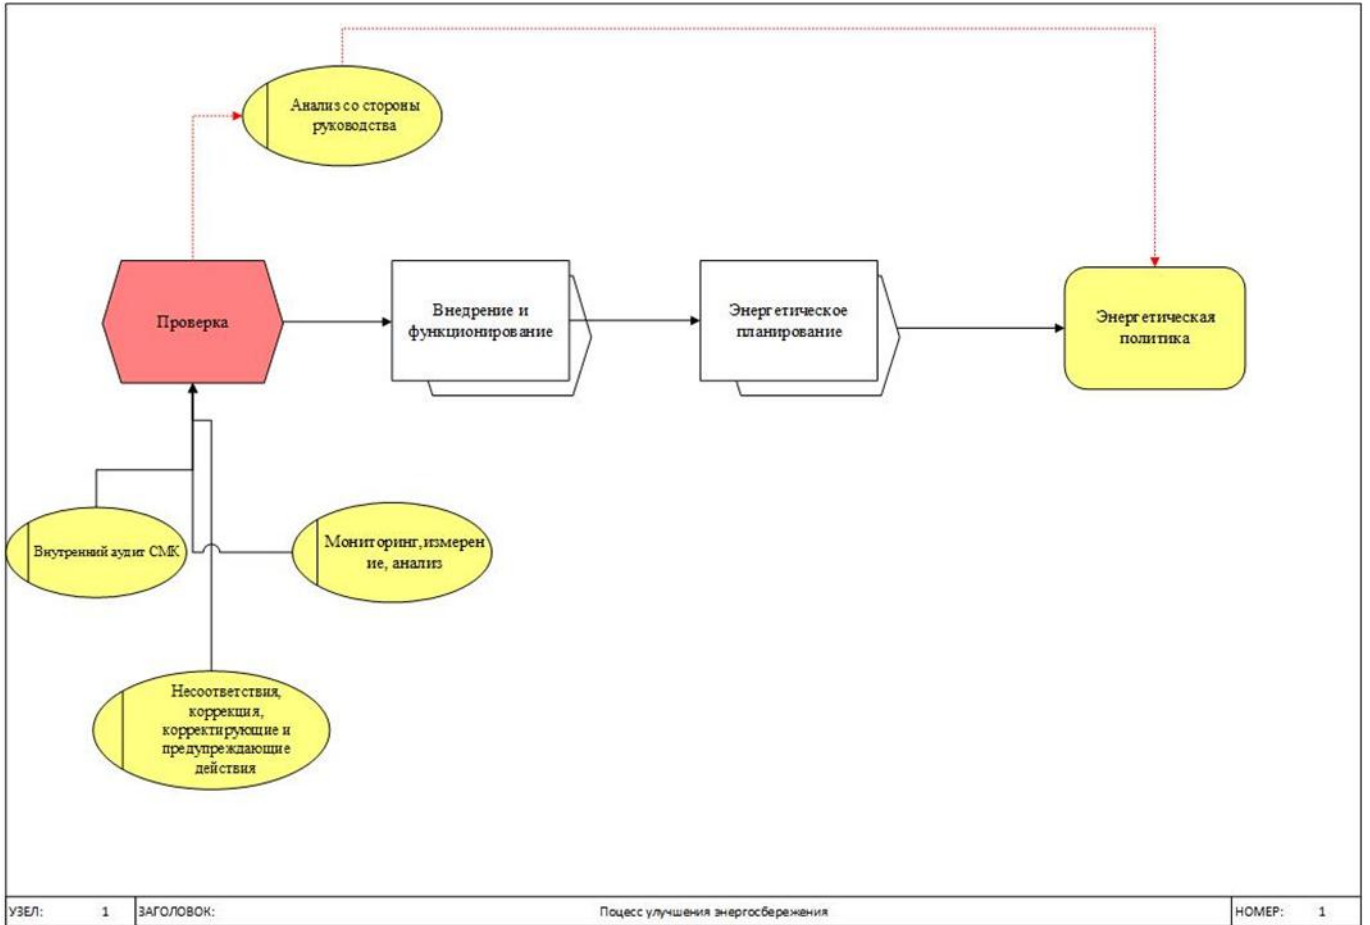 Анализ со стороны
руководства
Проверка
Внедрение и
функционирование
Энергетическое
планирование
Энергетическая
политика
Внутренний аудит СМК
Мониторинг,измерен
ие, анализ
Несоответствия,
коррекция,
корректирующие и
предупреждающие
действия
УЗЕЛ: 1 ЗАГОЛОВОК: Поцесс улучшения энергосбережения НОМЕР: 1